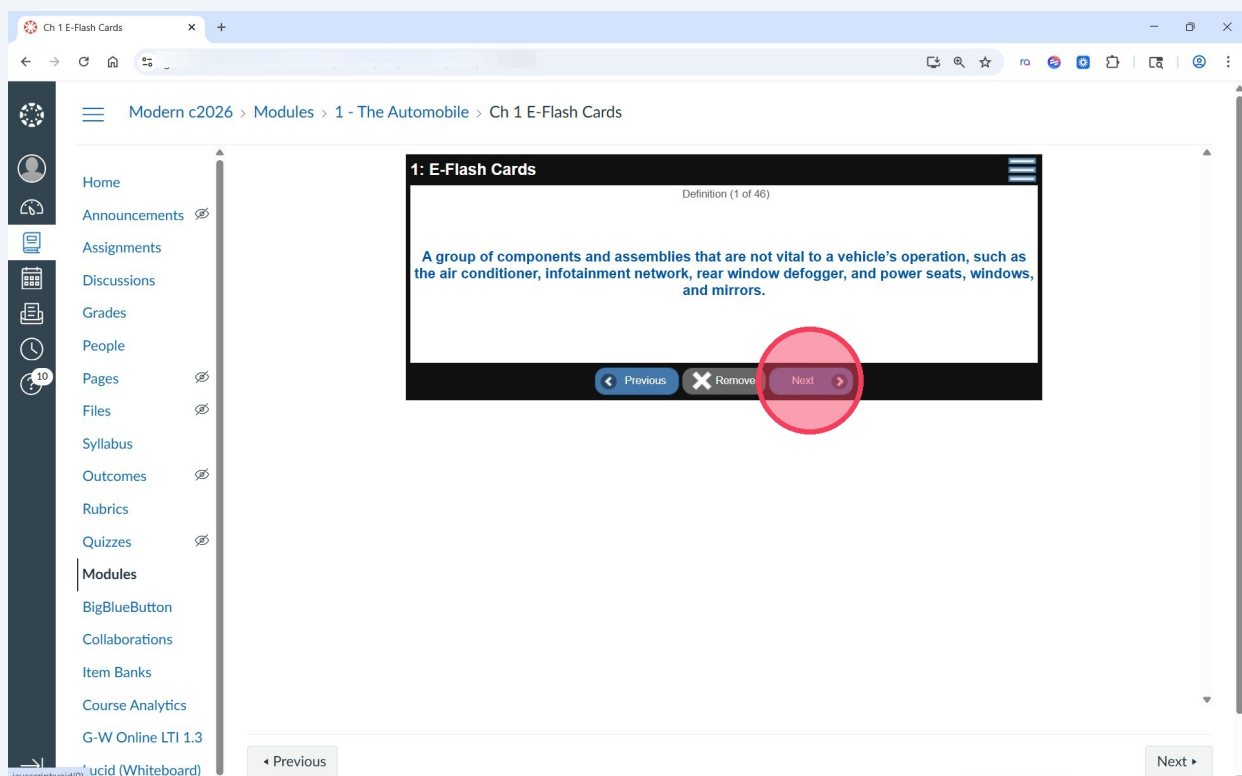 Ch 1 E-Flash Cards
Modern c2026 > Modules > 1 - The Automobile > Ch 1 E-Flash Cards
Home
Announcements
Assignments
Discussions
Grades
People
Pages
Files
Syllabus
Outcomes
Rubrics
Quizzes
Modules
BigBlueButton
Collaborations
Item Banks
Course Analytics
G-W Online LTI 1.3
Lucid (Whiteboard)
10
1: E-Flash Cards
Definition (1 of 46)
A group of components and assemblies that are not vital to a vehicle's operation, such as
the air conditioner, infotainment network, rear window defogger, and power seats, windows,
and mirrors.
Previous
Remove
Next
Previous
Next